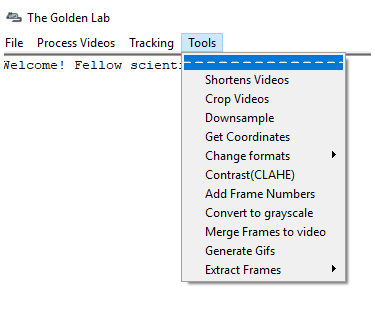 The Golden Lab
File Process Videos Tracking Tools
Welcome! Fellow scienti
Shortens Videos
Crop Videos
Downsample
Get Coordinates
Change formats
Contrast(CLAHE)
Add Frame Numbers
Convert to grayscale
Merge Frames to video
Generate Gifs
Extract Frames